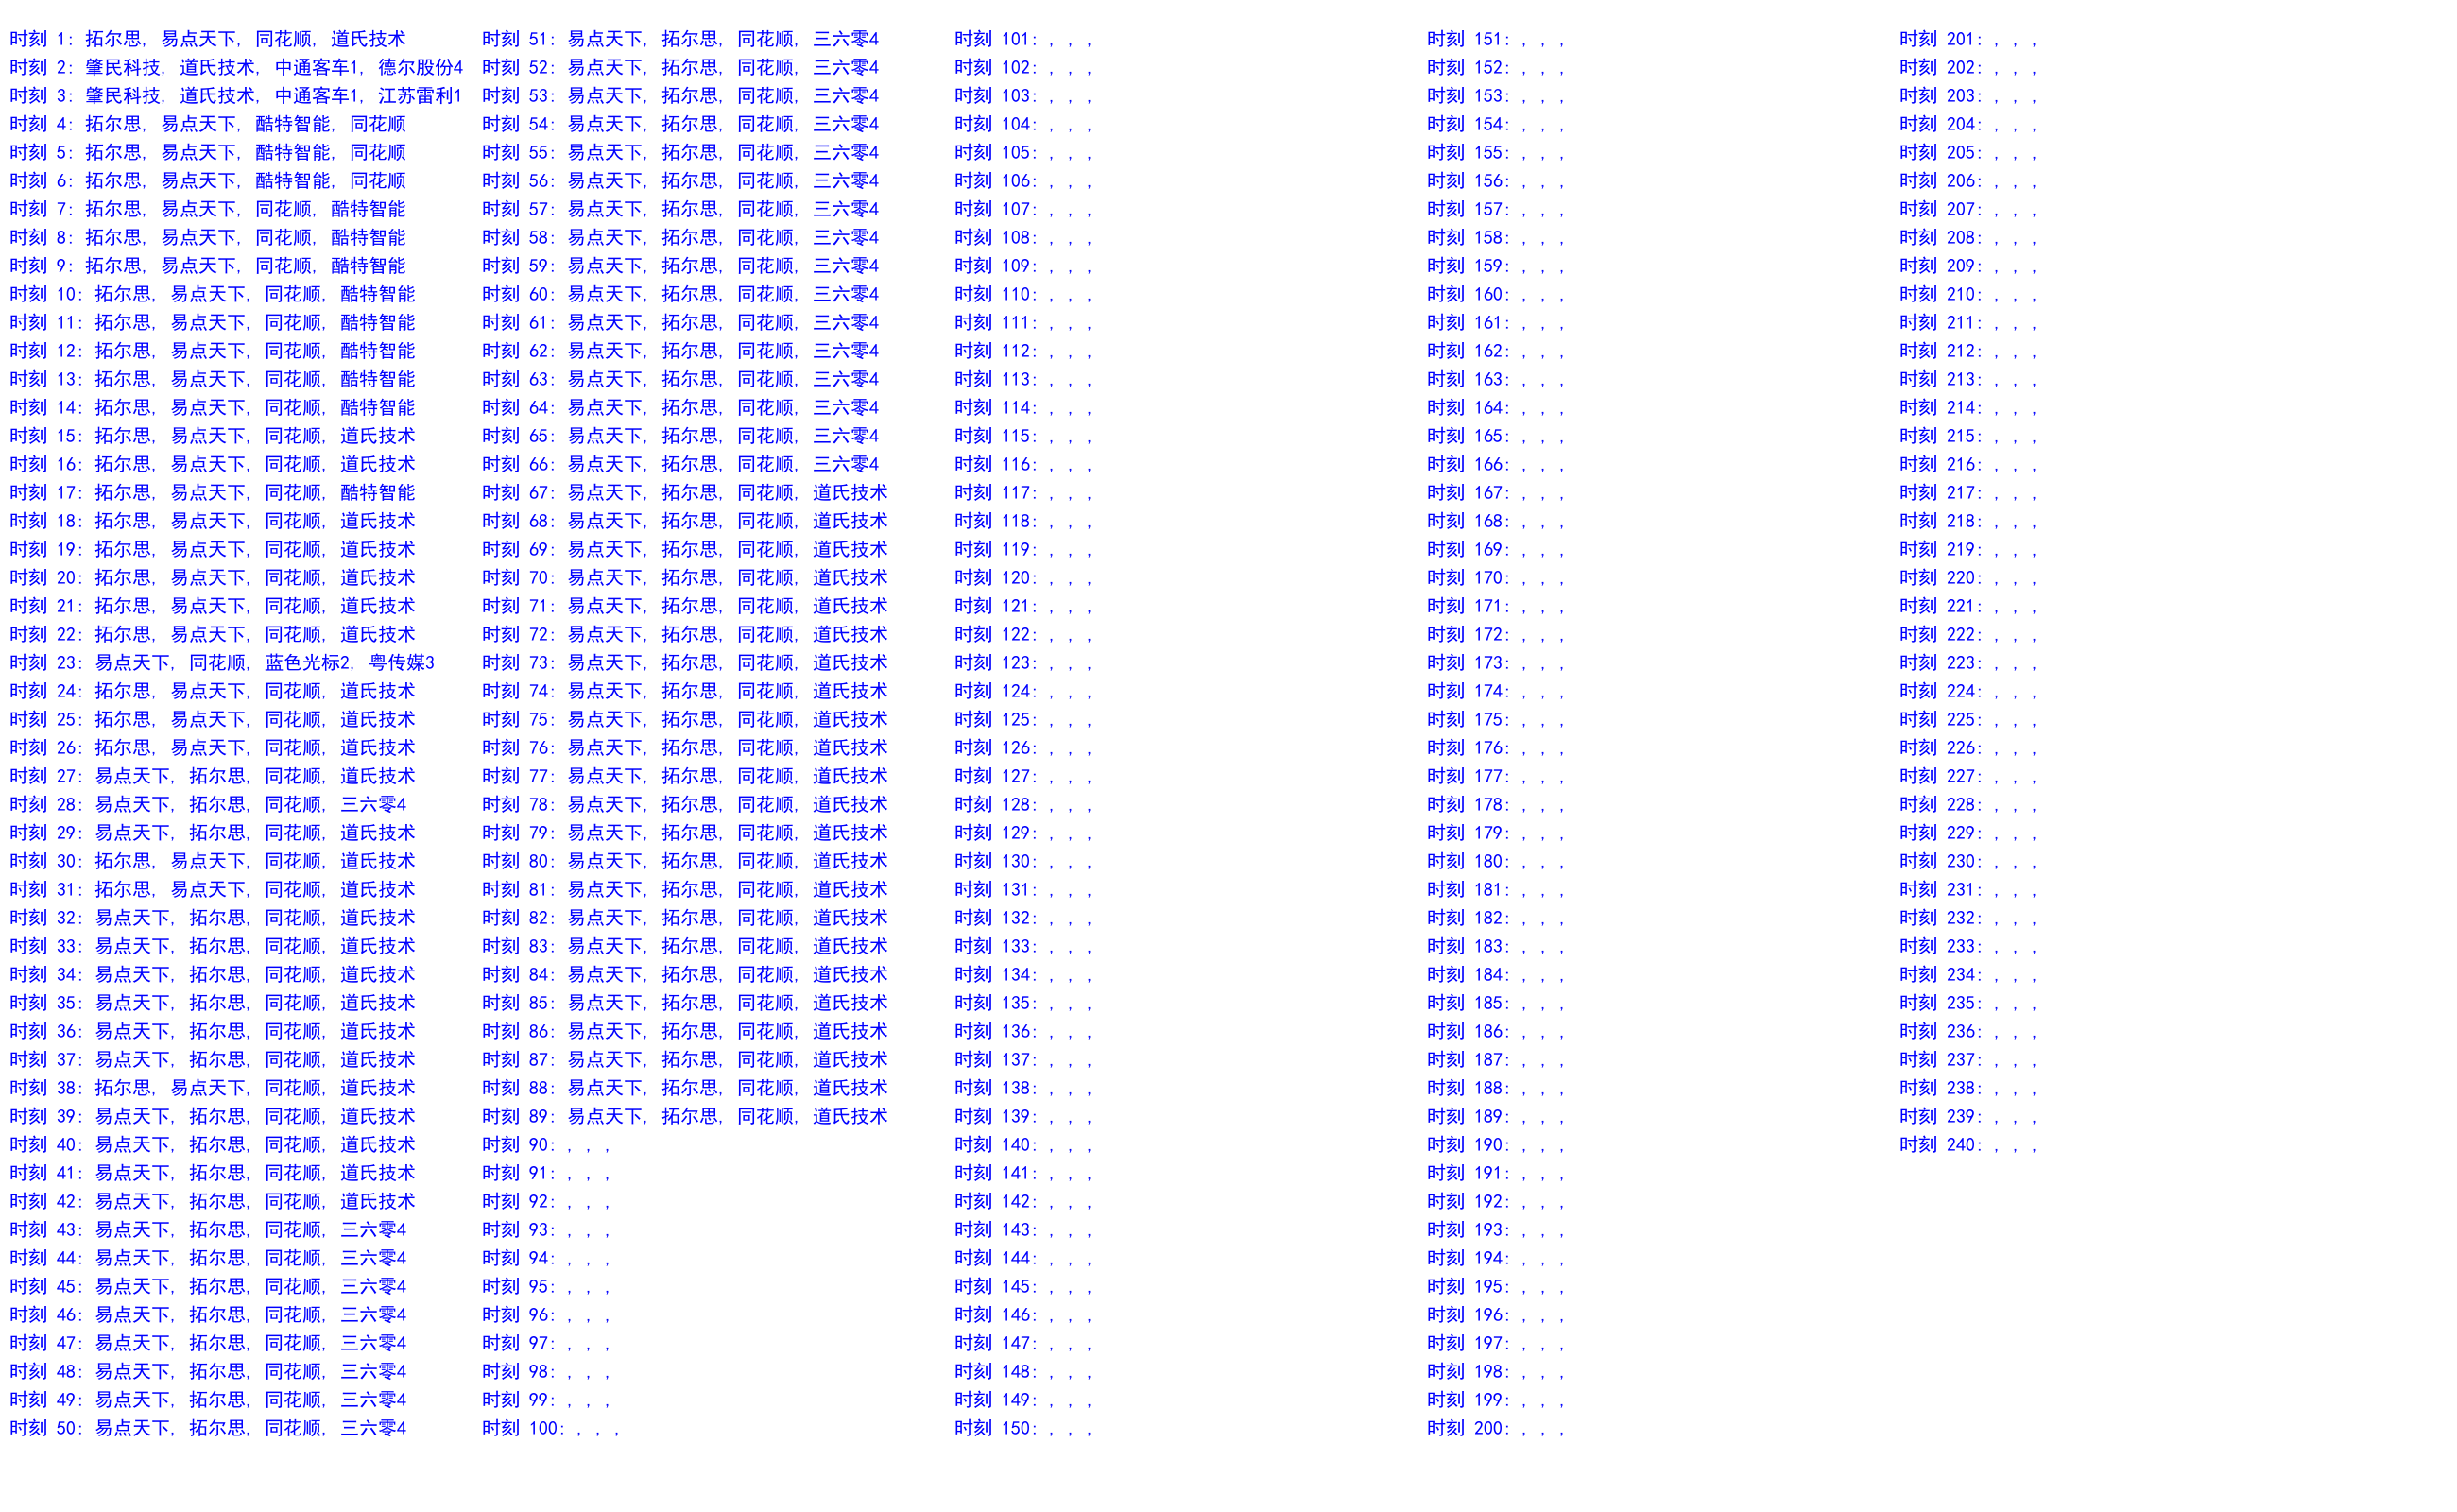 时刻 1: 拓尔思, 易点天下, 同花顺, 道氏技术
时刻 2: 肇民科技, 道氏技术, 中通客车1, 德尔股份4
时刻 3: 肇民科技, 道氏技术, 中通客车1, 江苏雷利1
时刻 4: 拓尔思, 易点天下, 酷特智能, 同花顺
时刻 5: 拓尔思, 易点天下, 酷特智能, 同花顺
时刻 6: 拓尔思, 易点天下, 酷特智能, 同花顺
时刻 7: 拓尔思, 易点天下, 同花顺, 酷特智能
时刻 8: 拓尔思, 易点天下, 同花顺, 酷特智能
时刻 9: 拓尔思, 易点天下, 同花顺, 酷特智能
时刻 10: 拓尔思, 易点天下, 同花顺, 酷特智能
时刻 11: 拓尔思, 易点天下, 同花顺, 酷特智能
时刻 12: 拓尔思, 易点天下, 同花顺, 酷特智能
时刻 13: 拓尔思, 易点天下, 同花顺, 酷特智能
时刻 14: 拓尔思, 易点天下, 同花顺, 酷特智能
时刻 15: 拓尔思, 易点天下, 同花顺, 道氏技术
时刻 16: 拓尔思, 易点天下, 同花顺, 道氏技术
时刻 17: 拓尔思, 易点天下, 同花顺, 酷特智能
时刻 18: 拓尔思, 易点天下, 同花顺, 道氏技术
时刻 19: 拓尔思, 易点天下, 同花顺, 道氏技术
时刻 20: 拓尔思, 易点天下, 同花顺, 道氏技术
时刻 21: 拓尔思, 易点天下, 同花顺, 道氏技术
时刻 22: 拓尔思, 易点天下, 同花顺, 道氏技术
时刻 23: 易点天下, 同花顺, 蓝色光标2, 粤传媒3
时刻 24: 拓尔思, 易点天下, 同花顺, 道氏技术
时刻 25: 拓尔思, 易点天下, 同花顺, 道氏技术
时刻 26: 拓尔思, 易点天下, 同花顺, 道氏技术
时刻 27: 易点天下, 拓尔思, 同花顺, 道氏技术
时刻 28: 易点天下, 拓尔思, 同花顺, 三六零4
时刻 29: 易点天下, 拓尔思, 同花顺, 道氏技术
时刻 30: 拓尔思, 易点天下, 同花顺, 道氏技术
时刻 31: 拓尔思, 易点天下, 同花顺, 道氏技术
时刻 32: 易点天下, 拓尔思, 同花顺, 道氏技术
时刻 33: 易点天下, 拓尔思, 同花顺, 道氏技术
时刻 34: 易点天下, 拓尔思, 同花顺, 道氏技术
时刻 35: 易点天下, 拓尔思, 同花顺, 道氏技术
时刻 36: 易点天下, 拓尔思, 同花顺, 道氏技术
时刻 37: 易点天下, 拓尔思, 同花顺, 道氏技术
时刻 38: 拓尔思, 易点天下, 同花顺, 道氏技术
时刻 39: 易点天下, 拓尔思, 同花顺, 道氏技术
时刻 40: 易点天下, 拓尔思, 同花顺, 道氏技术
时刻 41: 易点天下, 拓尔思, 同花顺, 道氏技术
时刻 42: 易点天下, 拓尔思, 同花顺, 道氏技术
时刻 43: 易点天下, 拓尔思, 同花顺, 三六零4
时刻 44: 易点天下, 拓尔思, 同花顺, 三六零4
时刻 45: 易点天下, 拓尔思, 同花顺, 三六零4
时刻 46: 易点天下, 拓尔思, 同花顺, 三六零4
时刻 47: 易点天下, 拓尔思, 同花顺, 三六零4
时刻 48: 易点天下, 拓尔思, 同花顺, 三六零4
时刻 49: 易点天下, 拓尔思, 同花顺, 三六零4
时刻 50: 易点天下, 拓尔思, 同花顺, 三六零4
时刻 51: 易点天下, 拓尔思, 同花顺, 三六零4
时刻 52: 易点天下, 拓尔思, 同花顺, 三六零4
时刻 53: 易点天下, 拓尔思, 同花顺, 三六零4
时刻 54: 易点天下, 拓尔思, 同花顺, 三六零4
时刻 55: 易点天下, 拓尔思, 同花顺, 三六零4
时刻 56: 易点天下, 拓尔思, 同花顺, 三六零4
时刻 57: 易点天下, 拓尔思, 同花顺, 三六零4
时刻 58: 易点天下, 拓尔思, 同花顺, 三六零4
时刻 59: 易点天下, 拓尔思, 同花顺, 三六零4
时刻 60: 易点天下, 拓尔思, 同花顺, 三六零4
时刻 61: 易点天下, 拓尔思, 同花顺, 三六零4
时刻 62: 易点天下, 拓尔思, 同花顺, 三六零4
时刻 63: 易点天下, 拓尔思, 同花顺, 三六零4
时刻 64: 易点天下, 拓尔思, 同花顺, 三六零4
时刻 65: 易点天下, 拓尔思, 同花顺, 三六零4
时刻 66: 易点天下, 拓尔思, 同花顺, 三六零4
时刻 67: 易点天下, 拓尔思, 同花顺, 道氏技术
时刻 68: 易点天下, 拓尔思, 同花顺, 道氏技术
时刻 69: 易点天下, 拓尔思, 同花顺, 道氏技术
时刻 70: 易点天下, 拓尔思, 同花顺, 道氏技术
时刻 71: 易点天下, 拓尔思, 同花顺, 道氏技术
时刻 72: 易点天下, 拓尔思, 同花顺, 道氏技术
时刻 73: 易点天下, 拓尔思, 同花顺, 道氏技术
时刻 74: 易点天下, 拓尔思, 同花顺, 道氏技术
时刻 75: 易点天下, 拓尔思, 同花顺, 道氏技术
时刻 76: 易点天下, 拓尔思, 同花顺, 道氏技术
时刻 77: 易点天下, 拓尔思, 同花顺, 道氏技术
时刻 78: 易点天下, 拓尔思, 同花顺, 道氏技术
时刻 79: 易点天下, 拓尔思, 同花顺, 道氏技术
时刻 80: 易点天下, 拓尔思, 同花顺, 道氏技术
时刻 81: 易点天下, 拓尔思, 同花顺, 道氏技术
时刻 82: 易点天下, 拓尔思, 同花顺, 道氏技术
时刻 83: 易点天下, 拓尔思, 同花顺, 道氏技术
时刻 84: 易点天下, 拓尔思, 同花顺, 道氏技术
时刻 85: 易点天下, 拓尔思, 同花顺, 道氏技术
时刻 86: 易点天下, 拓尔思, 同花顺, 道氏技术
时刻 87: 易点天下, 拓尔思, 同花顺, 道氏技术
时刻 88: 易点天下, 拓尔思, 同花顺, 道氏技术
时刻 89: 易点天下, 拓尔思, 同花顺, 道氏技术
时刻 90: , , ,
时刻 91: , , ,
时刻 92: , , ,
时刻 93: , , ,
时刻 94: , , ,
时刻 95: , , ,
时刻 96: , , ,
时刻 97: , , ,
时刻 98: , , ,
时刻 99: , , ,
时刻 100: , , ,
时刻 101: , , ,
时刻 102: , , ,
时刻 103: , , ,
时刻 104: , , ,
时刻 105: , , ,
时刻 106: , , ,
时刻 107: , , ,
时刻 108: , , ,
时刻 109: , , ,
时刻 110: , , ,
时刻 111: , , ,
时刻 112: , , ,
时刻 113: , , ,
时刻 114: , , ,
时刻 115: , , ,
时刻 116: , , ,
时刻 117: , , ,
时刻 118: , , ,
时刻 119: , , ,
时刻 120: , , ,
时刻 121: , , ,
时刻 122: , , ,
时刻 123: , , ,
时刻 124: , , ,
时刻 125: , , ,
时刻 126: , , ,
时刻 127: , , ,
时刻 128: , , ,
时刻 129: , , ,
时刻 130: , , ,
时刻 131: , , ,
时刻 132: , , ,
时刻 133: , , ,
时刻 134: , , ,
时刻 135: , , ,
时刻 136: , , ,
时刻 137: , , ,
时刻 138: , , ,
时刻 139: , , ,
时刻 140: , , ,
时刻 141: , , ,
时刻 142: , , ,
时刻 143: , , ,
时刻 144: , , ,
时刻 145: , , ,
时刻 146: , , ,
时刻 147: , , ,
时刻 148: , , ,
时刻 149: , , ,
时刻 150: , , ,
时刻 151: , , ,
时刻 152: , , ,
时刻 153: , , ,
时刻 154: , , ,
时刻 155: , , ,
时刻 156: , , ,
时刻 157: , , ,
时刻 158: , , ,
时刻 159: , , ,
时刻 160: , , ,
时刻 161: , , ,
时刻 162: , , ,
时刻 163: , , ,
时刻 164: , , ,
时刻 165: , , ,
时刻 166: , , ,
时刻 167: , , ,
时刻 168: , , ,
时刻 169: , , ,
时刻 170: , , ,
时刻 171: , , ,
时刻 172: , , ,
时刻 173: , , ,
时刻 174: , , ,
时刻 175: , , ,
时刻 176: , , ,
时刻 177: , , ,
时刻 178: , , ,
时刻 179: , , ,
时刻 180: , , ,
时刻 181: , , ,
时刻 182: , , ,
时刻 183: , , ,
时刻 184: , , ,
时刻 185: , , ,
时刻 186: , , ,
时刻 187: , , ,
时刻 188: , , ,
时刻 189: , , ,
时刻 190: , , ,
时刻 191: , , ,
时刻 192: , , ,
时刻 193: , , ,
时刻 194: , , ,
时刻 195: , , ,
时刻 196: , , ,
时刻 197: , , ,
时刻 198: , , ,
时刻 199: , , ,
时刻 200: , , ,
时刻 201: , , ,
时刻 202: , , ,
时刻 203: , , ,
时刻 204: , , ,
时刻 205: , , ,
时刻 206: , , ,
时刻 207: , , ,
时刻 208: , , ,
时刻 209: , , ,
时刻 210: , , ,
时刻 211: , , ,
时刻 212: , , ,
时刻 213: , , ,
时刻 214: , , ,
时刻 215: , , ,
时刻 216: , , ,
时刻 217: , , ,
时刻 218: , , ,
时刻 219: , , ,
时刻 220: , , ,
时刻 221: , , ,
时刻 222: , , ,
时刻 223: , , ,
时刻 224: , , ,
时刻 225: , , ,
时刻 226: , , ,
时刻 227: , , ,
时刻 228: , , ,
时刻 229: , , ,
时刻 230: , , ,
时刻 231: , , ,
时刻 232: , , ,
时刻 233: , , ,
时刻 234: , , ,
时刻 235: , , ,
时刻 236: , , ,
时刻 237: , , ,
时刻 238: , , ,
时刻 239: , , ,
时刻 240: , , ,